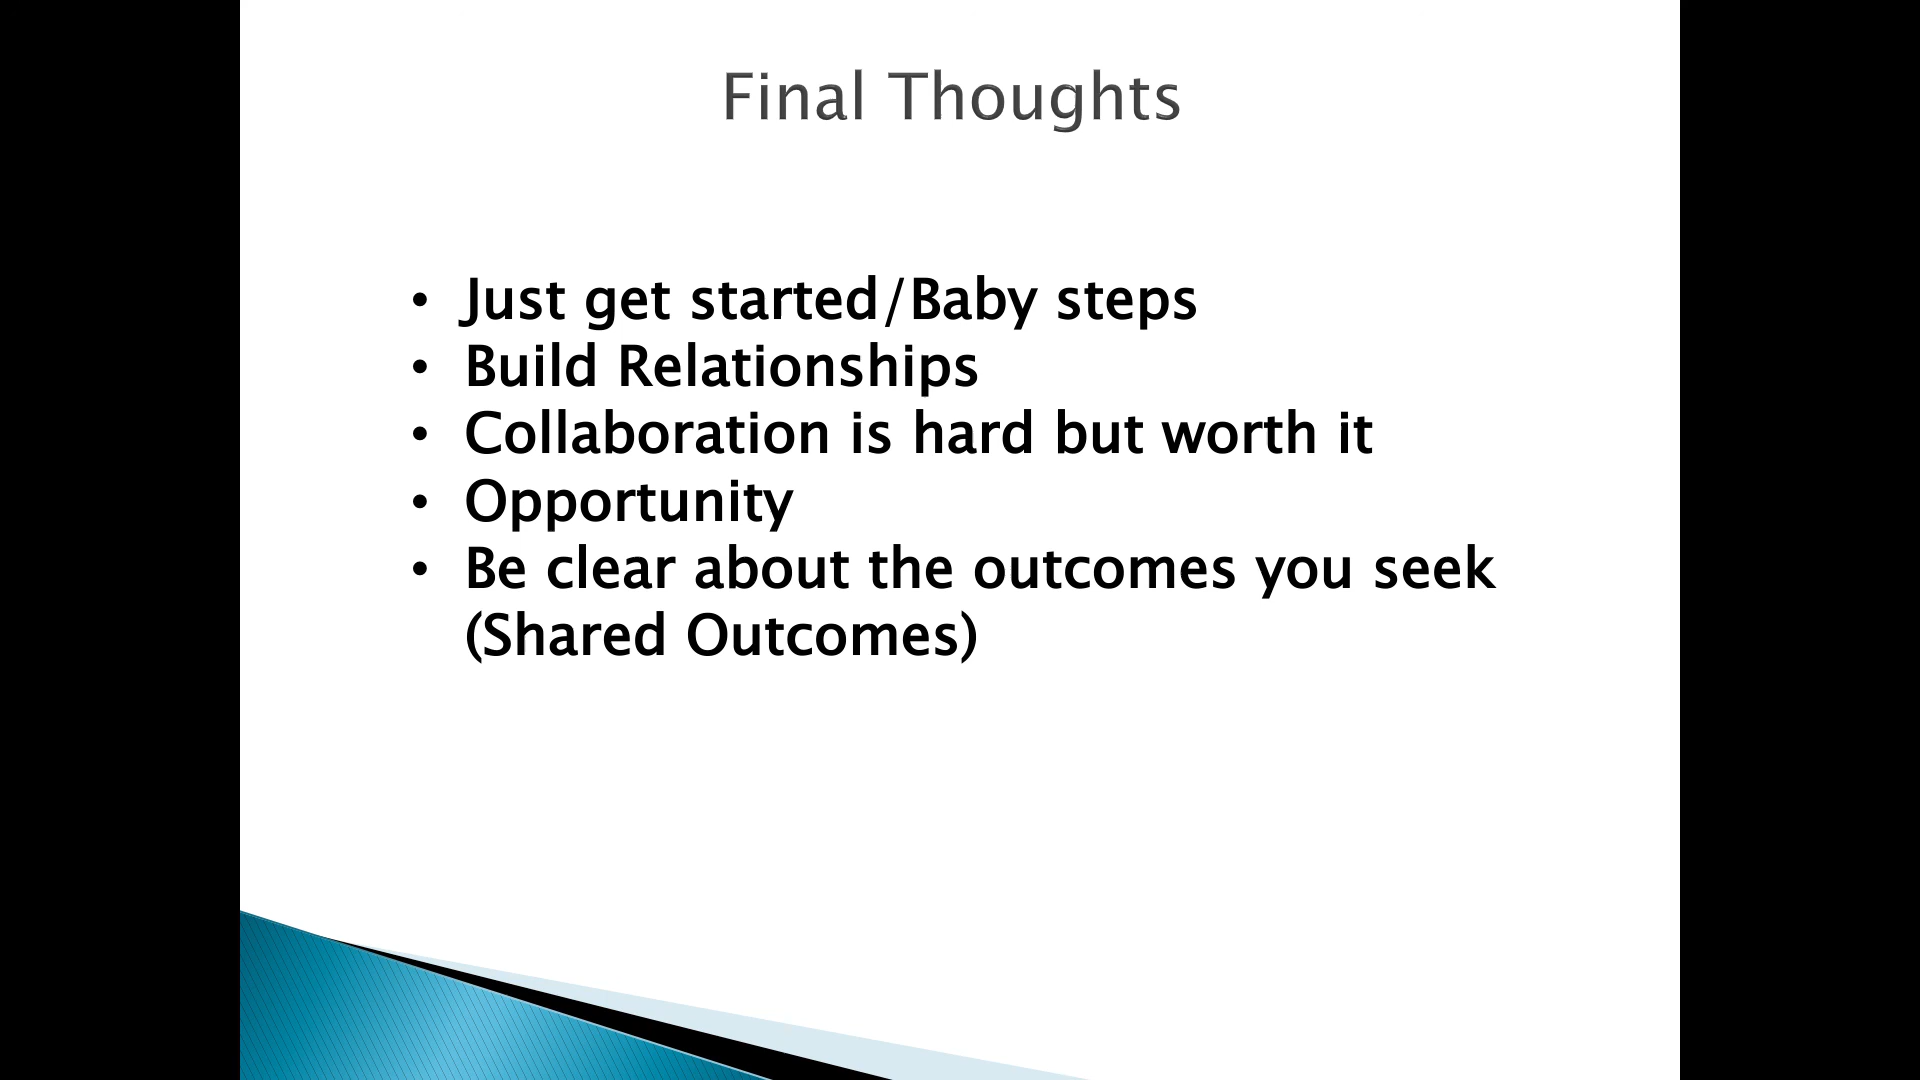 Final Thoughts
• Just get started/Baby steps
• Build Relationships
• Collaboration is hard but worth it
• Opportunity
• Be clear about the outcomes you seek
(Shared Outcomes)